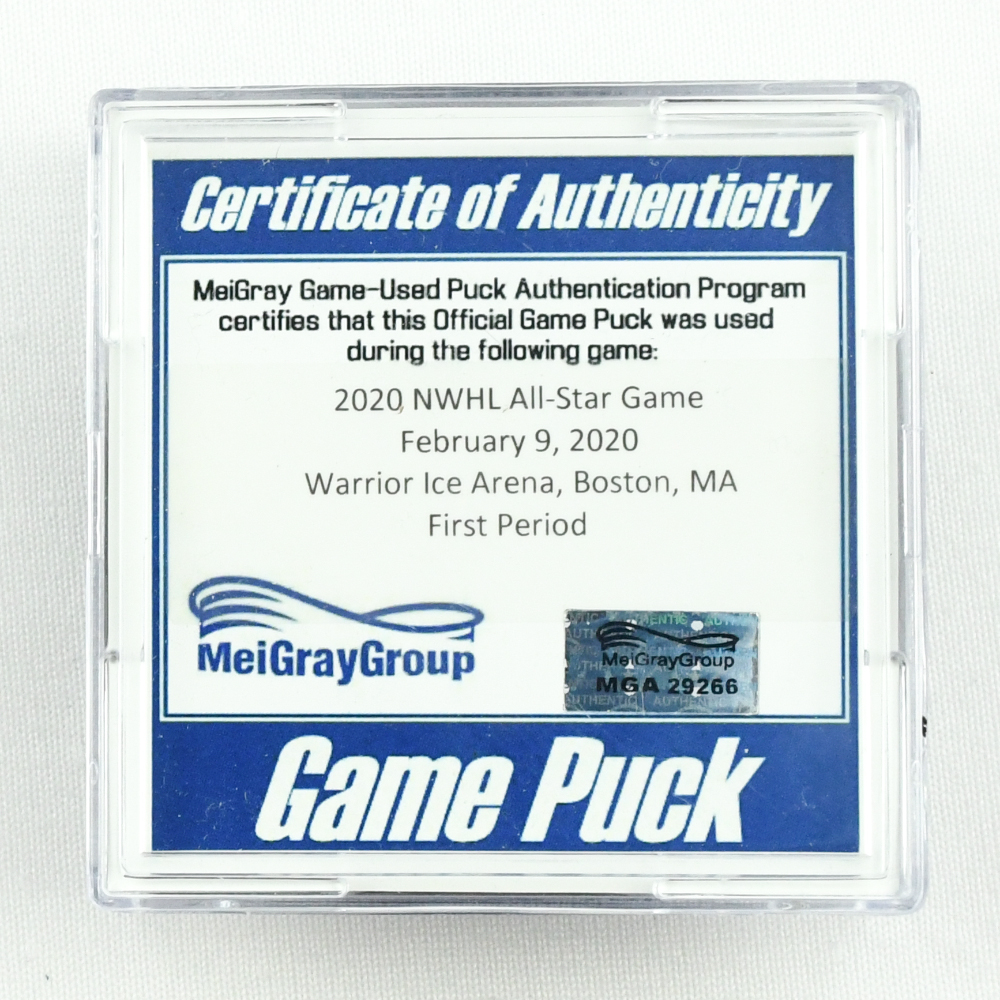 Certificate of Authenticity
MeiGray Game-Used Puck Authentication Program
certifies that this Official Game Puck was used
during the following game:
2020 NWHL All-Star Game
February 9, 2020
Warrior Ice Arena, Boston, MA
First Period
MeiGrayGroup
MeiGrayGroup
MGA 29266
Game Puck